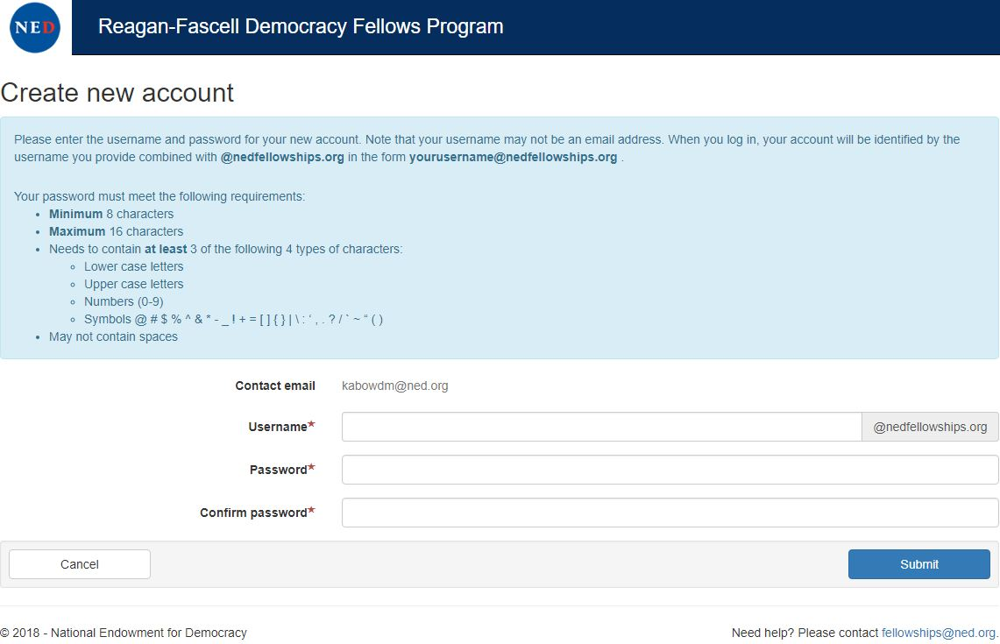 NED
Reagan-Fascell Democracy Fellows Program
Create new account
Please enter the username and password for your new account. Note that your username may not be an email address. When you log in, your account will be identified by the
username you provide combined with @nedfellowships.org in the form yourusername@nedfellowships.org .
Your password must meet the following requirements:
• Minimum 8 characters
• Maximum 16 characters
• Needs to contain at least 3 of the following 4 types of characters:
◦ Lower case letters
◦ Upper case letters
◦ Numbers (0-9)
◦ Symbols @ # $ % ^ & * - _ ! + = [ ] { } | \ : ‘ , . ? / ` ~ “ ( )
• May not contain spaces
Contact email kabowdm@ned.org
Username* @nedfellowships.org
Password*
Confirm password*
Cancel Submit
© 2018 - National Endowment for Democracy Need help? Please contact fellowships@ned.org.